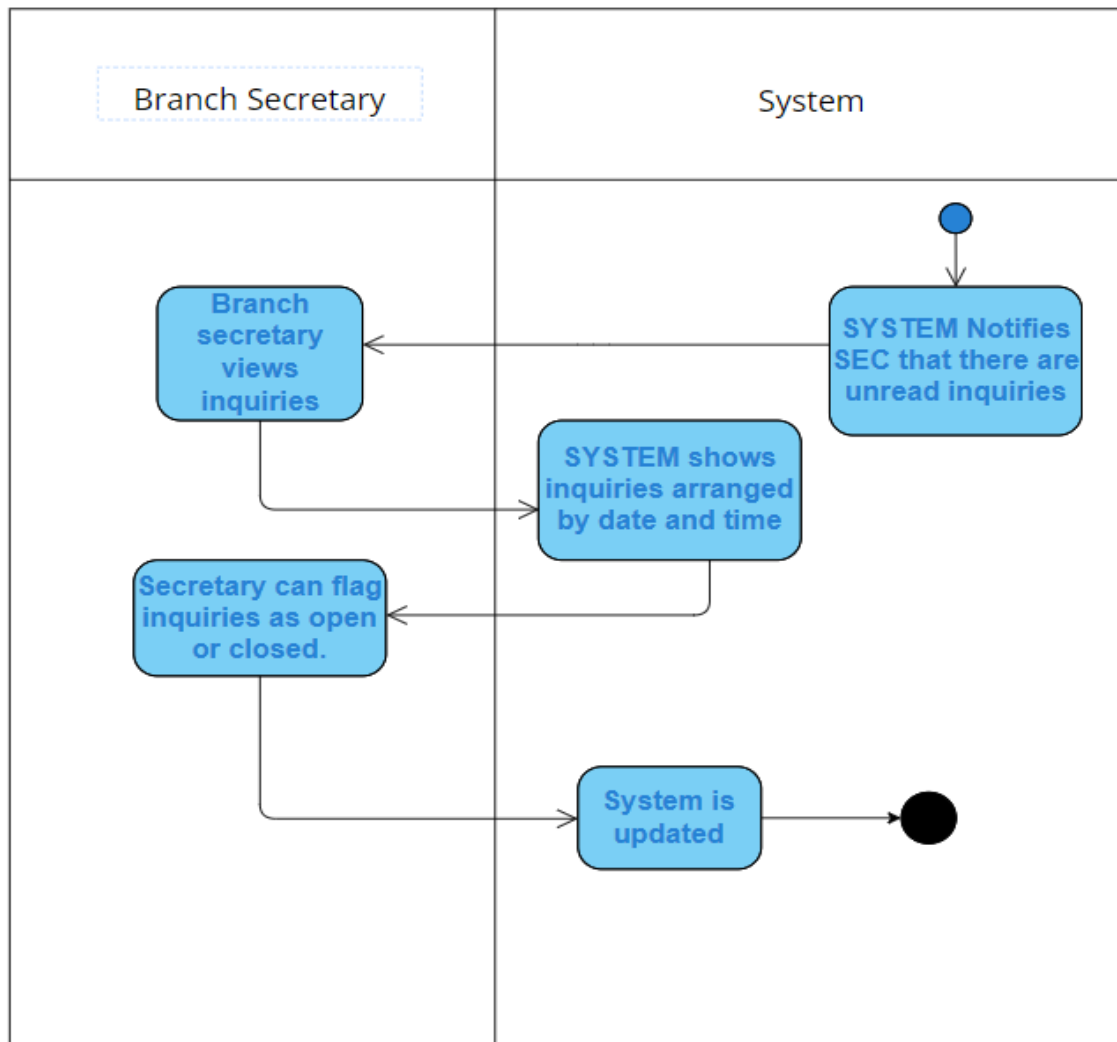 Branch Secretary
System
SYSTEM Notifies
SEC that there are
unread inquiries
Branch
secretary
views
inquiries
SYSTEM shows
inquiries arranged
by date and time
Secretary can flag
inquiries as open
or closed.
System is
updated